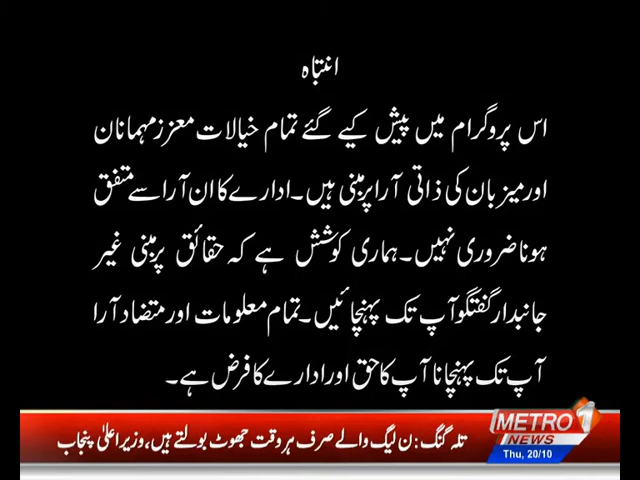 انتباہ
اس پروگرام میں پیش کیے گئے تمام خیالات معزز مہمانان
اور میزبان کی ذاتی آرا پر مبنی ہیں۔ ادارے کا ان آرا سے متفق
ہونا ضروری نہیں۔ ہماری کوشش ہے کہ حقائق پر مبنی غیر
جانبدار گفتگو آپ تک پہنچائیں۔ تمام معلومات اور متضاد آرا
آپ تک پہنچانا آپ کا حق اور ادارے کا فرض ہے۔
تلہ گنگ : ن لیگ والے صرف ہر وقت جھوٹ بولتے ہیں، وزیر اعلیٰ پنجاب
METRO 1
NEWS
Thu, 20/10